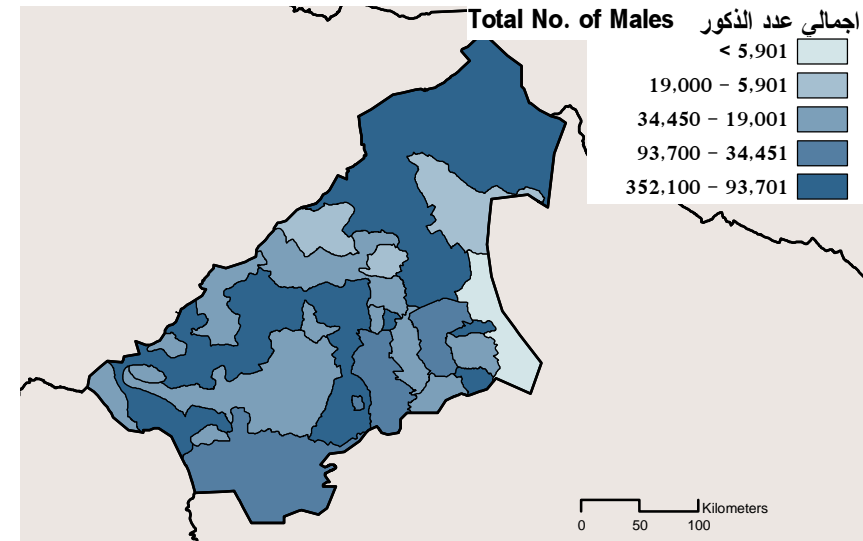 Total No. of Males اجمالي عدد الذكور
< 5,901
19,000 - 5,901
34,450 - 19,001
93,700 - 34,451
352,100 - 93,701
Kilometers
0 50 100